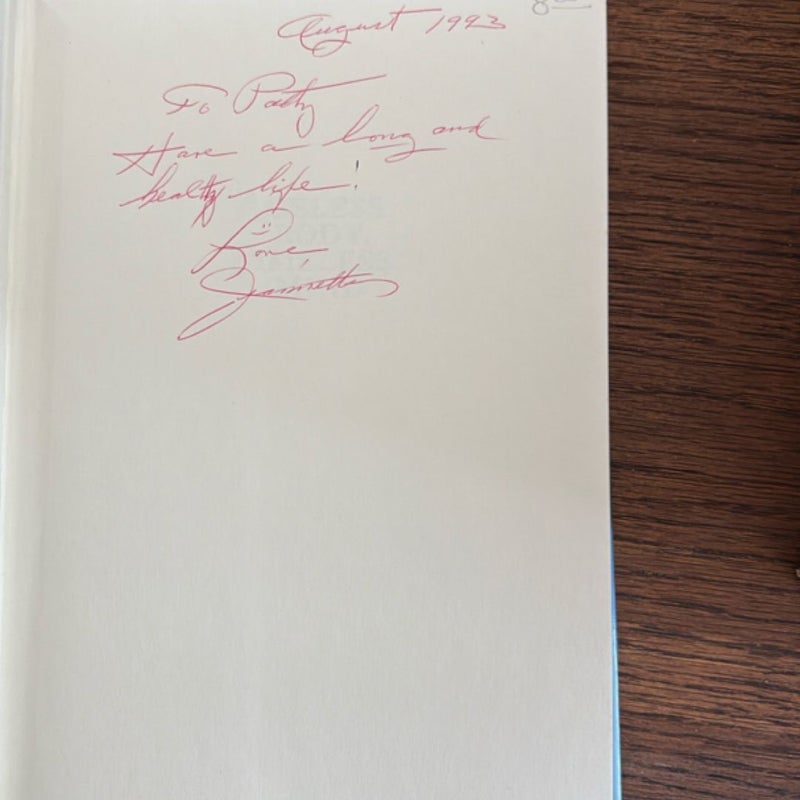 August 1993
To Patty
Have a long and
healthy life!
Love,
Jeannette